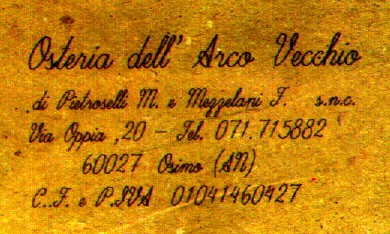 Osteria dell' Arco Vecchio
di Pietroselli M. e Mezzelani F. s.n.c.
Via Oppia ,20 - Tel. 071.715882
60027 Osimo (AN)
C.F. e P.IVA 01041460427